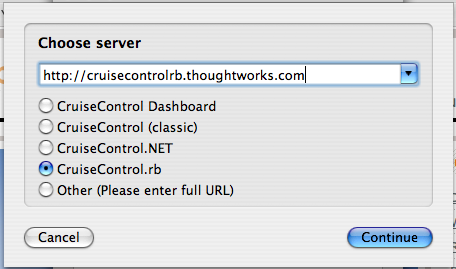 Choose server
http://cruisecontrolrb.thoughtworks.com
CruiseControl Dashboard
CruiseControl (classic)
CruiseControl.NET
CruiseControl.rb
Other (Please enter full URL)
Cancel
Continue